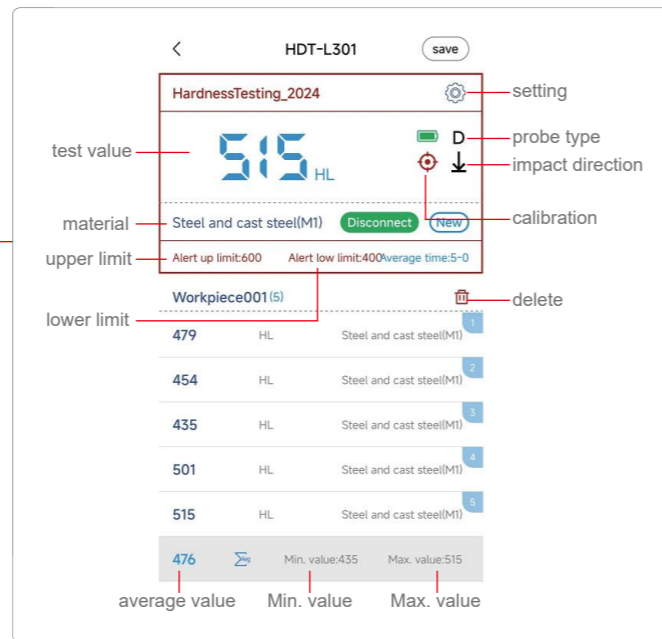 HDT-L301 save
HardnessTesting_2024 setting
D probe type
test value 515 HL impact direction
material Steel and cast steel(M1) Disconnect New calibration
upper limit Alert up limit:600 Alert low limit:400 Average time:5-0
Workpiece001(5) delete
lower limit
479 HL Steel and cast steel(M1) 1
454 HL Steel and cast steel(M1) 2
435 HL Steel and cast steel(M1) 3
501 HL Steel and cast steel(M1) 4
515 HL Steel and cast steel(M1) 5
476 Min. value:435 Max. value:515
average value Min. value Max. value